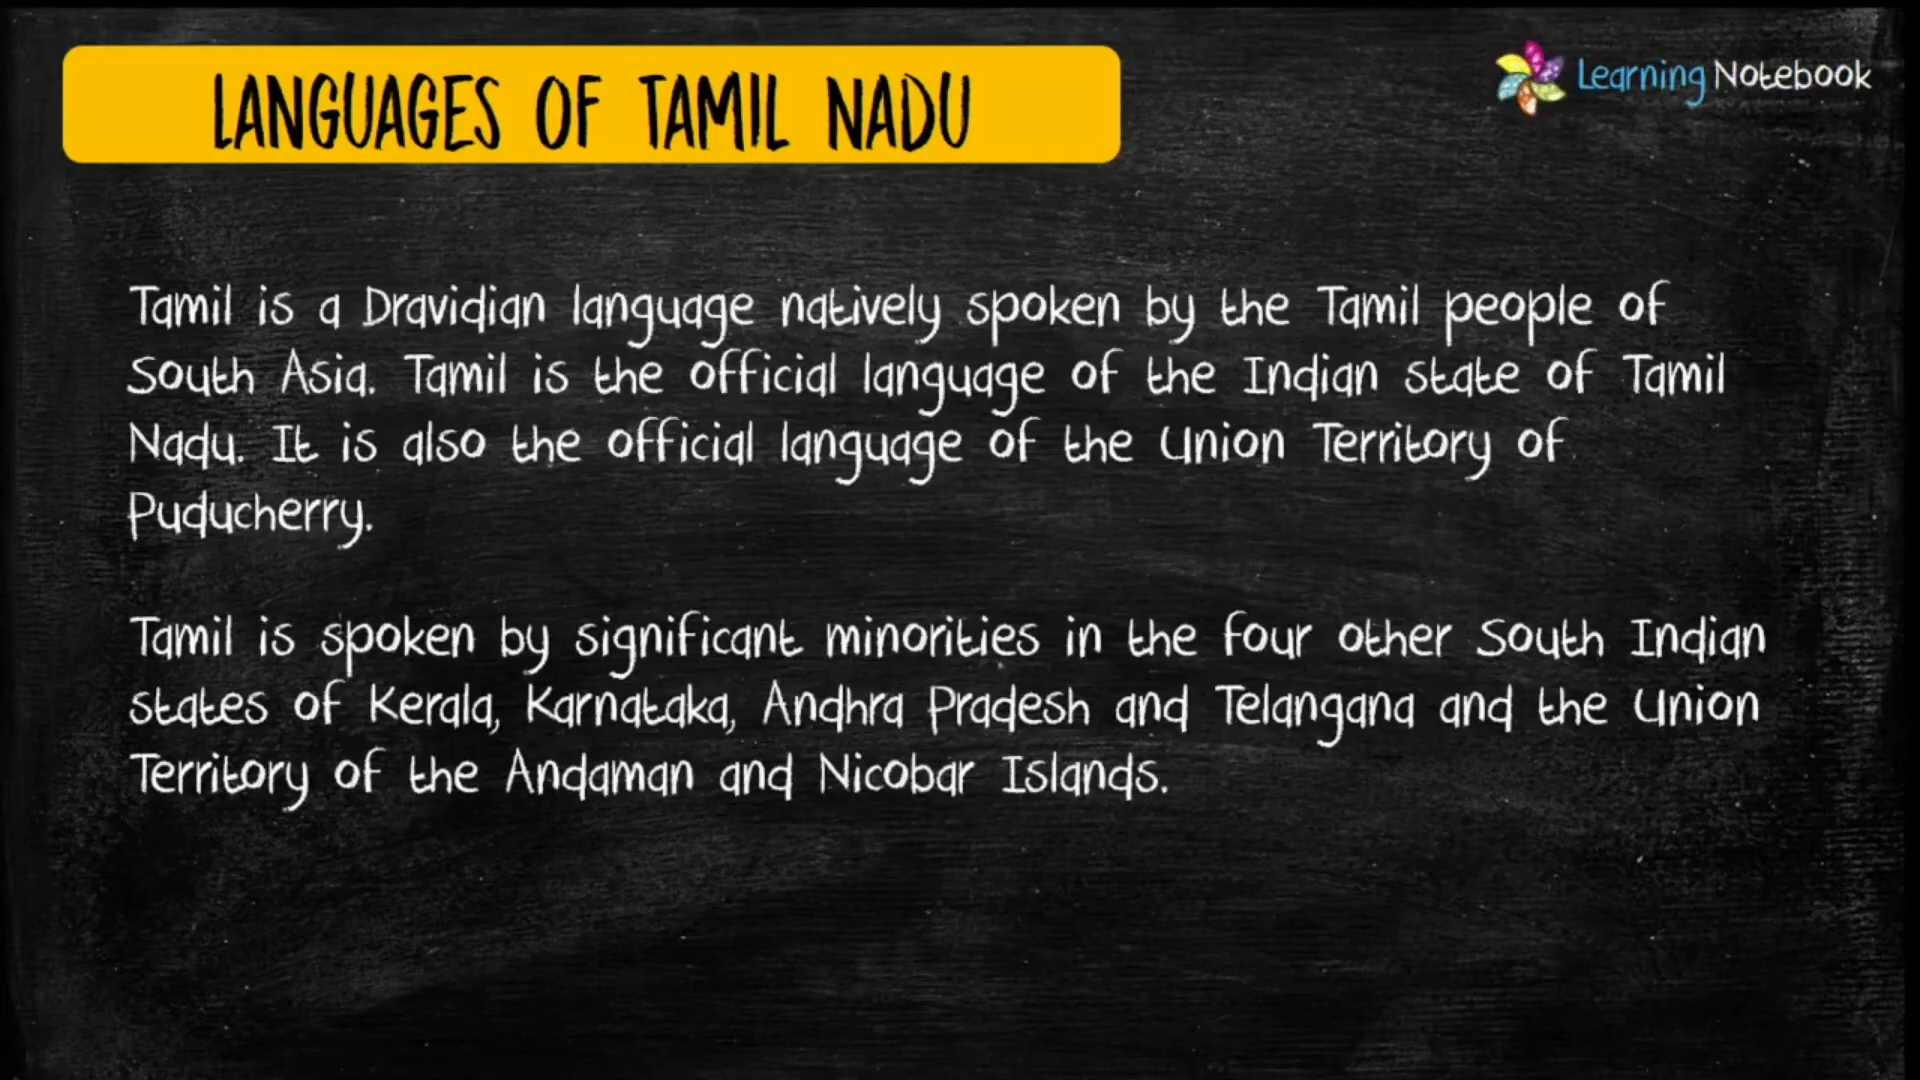 LANGUAGES OF TAMIL NADU
Learning Notebook
Tamil is a Dravidian language natively spoken by the Tamil people of
South Asia. Tamil is the official language of the Indian state of Tamil
Nadu. It is also the official language of the Union Territory of
Puducherry.
Tamil is spoken by significant minorities in the four other South Indian
states of Kerala, Karnataka, Andhra Pradesh and Telangana and the Union
Territory of the Andaman and Nicobar Islands.